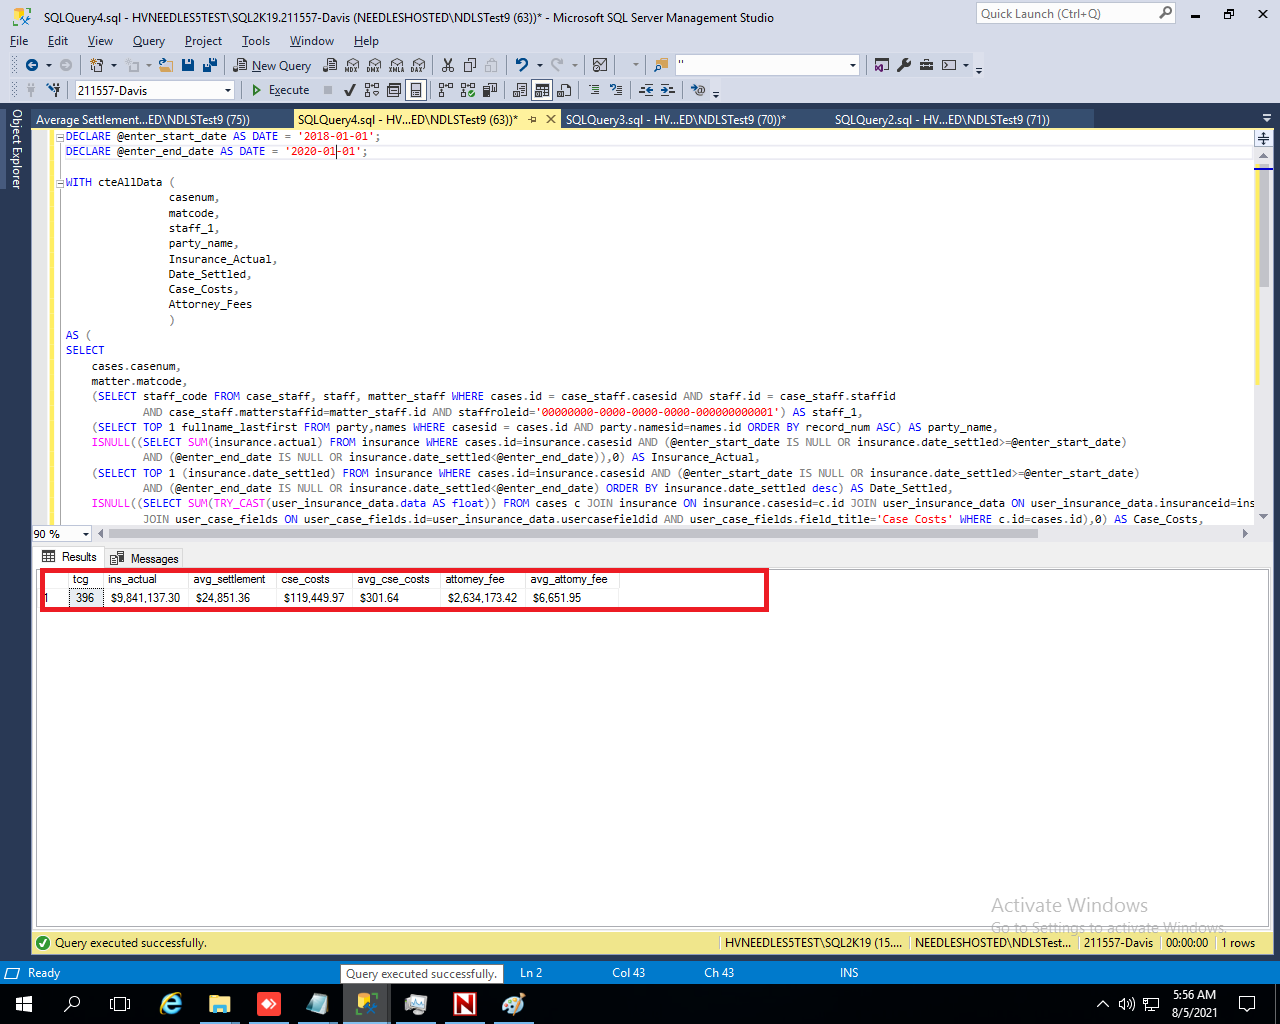 SQLQuery4.sql - HVNEEDLES5TEST\SQL2K19.211557-Davis (NEEDLESHOSTED\NDLSTest9 (63))* - Microsoft SQL Server Management Studio
Quick Launch (Ctrl+Q)
File Edit View Query Project Tools Window Help
New Query MDX DMX XMLA DAX "
211557-Davis Execute
Object Explorer
Average Settlement...ED\NDLSTest9 (75)) SQLQuery4.sql - HV...ED\NDLSTest9 (63))* SQLQuery3.sql - HV...ED\NDLSTest9 (70))* SQLQuery2.sql - HV...ED\NDLSTest9 (71))
DECLARE @enter_start_date AS DATE = '2018-01-01';
DECLARE @enter_end_date AS DATE = '2020-01-01';
WITH cteAllData (
casenum,
matcode,
staff_1,
party_name,
Insurance_Actual,
Date_Settled,
Case_Costs,
Attorney_Fees
)
AS (
SELECT
cases.casenum,
matter.matcode,
(SELECT staff_code FROM case_staff, staff, matter_staff WHERE cases.id = case_staff.casesid AND staff.id = case_staff.staffid
AND case_staff.matterstaffid=matter_staff.id AND staffroleid='00000000-0000-0000-0000-000000000001') AS staff_1,
(SELECT TOP 1 fullname_lastfirst FROM party,names WHERE casesid = cases.id AND party.namesid=names.id ORDER BY record_num ASC) AS party_name,
ISNULL((SELECT SUM(insurance.actual) FROM insurance WHERE cases.id=insurance.casesid AND (@enter_start_date IS NULL OR insurance.date_settled>=@enter_start_date)
AND (@enter_end_date IS NULL OR insurance.date_settled<@enter_end_date)),0) AS Insurance_Actual,
(SELECT TOP 1 (insurance.date_settled) FROM insurance WHERE cases.id=insurance.casesid AND (@enter_start_date IS NULL OR insurance.date_settled>=@enter_start_date)
AND (@enter_end_date IS NULL OR insurance.date_settled<@enter_end_date) ORDER BY insurance.date_settled desc) AS Date_Settled,
ISNULL((SELECT SUM(TRY_CAST(user_insurance_data.data AS float)) FROM cases c JOIN insurance ON insurance.casesid=c.id JOIN user_insurance_data ON user_insurance_data.insuranceid=ins
JOIN user_case_fields ON user_case_fields.id=user_insurance_data.usercasefieldid AND user_case_fields.field_title='Case Costs' WHERE c.id=cases.id),0) AS Case_Costs,
90 %
Results Messages
tcg ins_actual avg_settlement cse_costs avg_cse_costs attorney_fee avg_attorny_fee
1 396 $9,841,137.30 $24,851.36 $119,449.97 $301.64 $2,634,173.42 $6,651.95
Activate Windows
Go to Settings to activate Windows.
Query executed successfully. HVNEEDLES5TEST\SQL2K19 (15.... NEEDLESHOSTED\NDLSTest... 211557-Davis 00:00:00 1 rows
Ready Query executed successfully. Ln 2 Col 43 Ch 43 INS
5:56 AM
8/5/2021